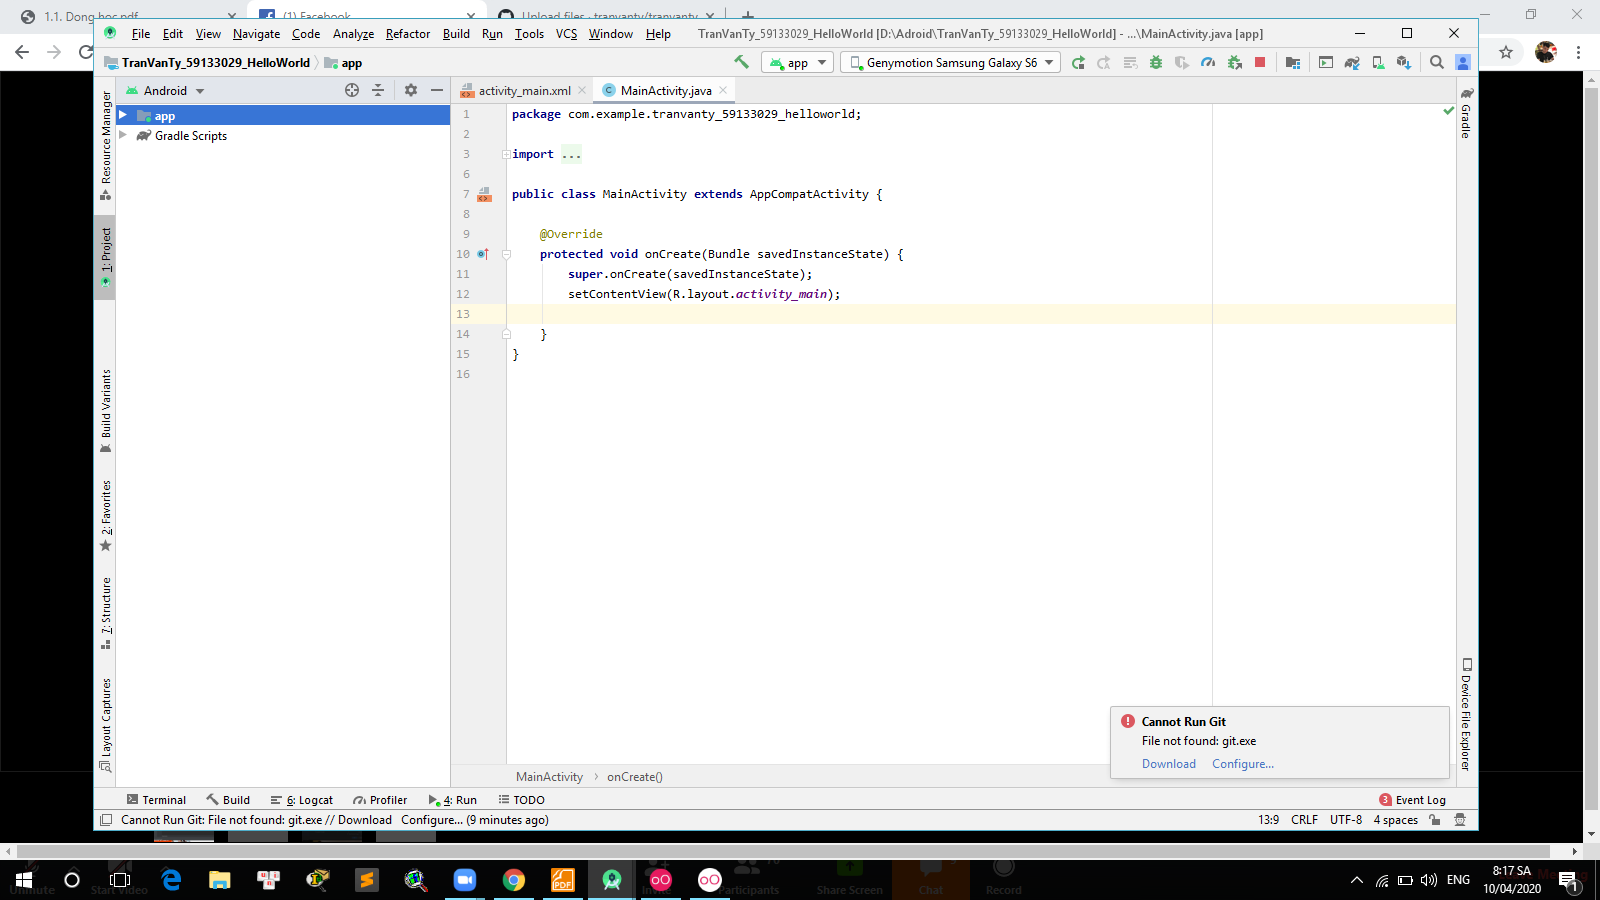 1.1. Dong hoc.pdf
(1) Facebook
Upload files · tranvanty/tranvanty
File Edit View Navigate Code Analyze Refactor Build Run Tools VCS Window Help
TranVanTy_59133029_HelloWorld [D:\Adroid\TranVanTy_59133029_HelloWorld] - ...\MainActivity.java [app]
TranVanTy_59133029_HelloWorld
app
app
Genymotion Samsung Galaxy S6
Android
activity_main.xml
MainActivity.java
app
Gradle Scripts
Resource Manager
1: Project
Build Variants
2: Favorites
7: Structure
Layout Captures
1 package com.example.tranvanty_59133029_helloworld;
2
3 import ...
6
7 public class MainActivity extends AppCompatActivity {
8
9 @Override
10 protected void onCreate(Bundle savedInstanceState) {
11 super.onCreate(savedInstanceState);
12 setContentView(R.layout.activity_main);
13
14 }
15 }
16
Gradle
Device File Explorer
Cannot Run Git
File not found: git.exe
Download Configure...
MainActivity
onCreate()
Terminal
Build
6: Logcat
Profiler
4: Run
TODO
3 Event Log
Cannot Run Git: File not found: git.exe // Download Configure... (9 minutes ago)
13:9 CRLF UTF-8 4 spaces
Start Video
Participants
Share Screen
Chat
Record
PDF
ENG
8:17 SA
10/04/2020
1